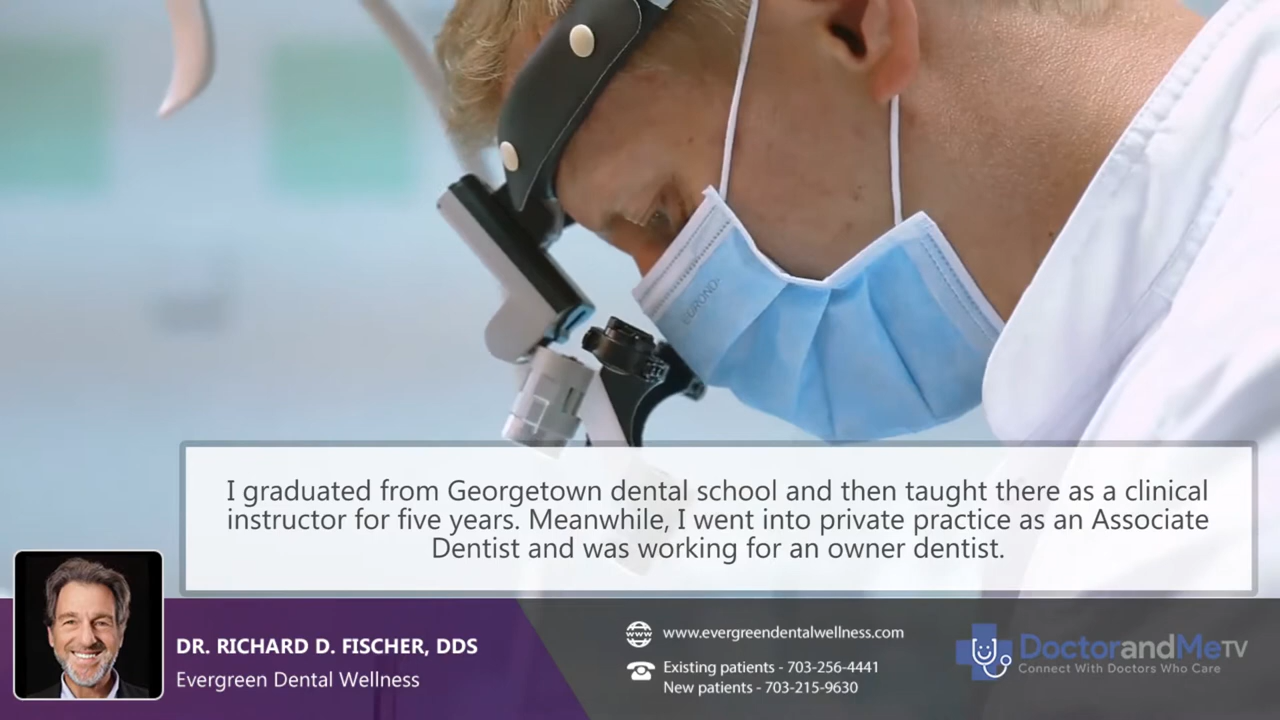 I graduated from Georgetown dental school and then taught there as a clinical
instructor for five years. Meanwhile, I went into private practice as an Associate
Dentist and was working for an owner dentist.
DR. RICHARD D. FISCHER, DDS
Evergreen Dental Wellness
www
www.evergreendentalwellness.com
Existing patients - 703-256-4441
New patients - 703-215-9630
DoctorandMeTV
Connect With Doctors Who Care